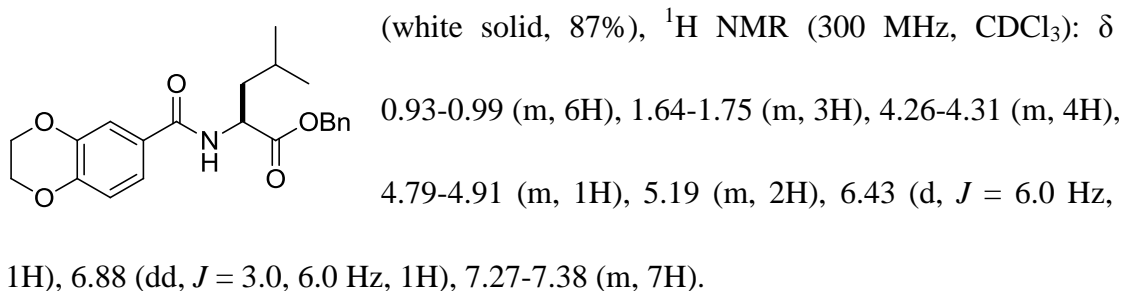 (white solid, 87%), ¹H NMR (300 MHz, CDCl₃): δ
0.93-0.99 (m, 6H), 1.64-1.75 (m, 3H), 4.26-4.31 (m, 4H),
4.79-4.91 (m, 1H), 5.19 (m, 2H), 6.43 (d, J = 6.0 Hz,
1H), 6.88 (dd, J = 3.0, 6.0 Hz, 1H), 7.27-7.38 (m, 7H).
O
O
O
N
H
OBn
O